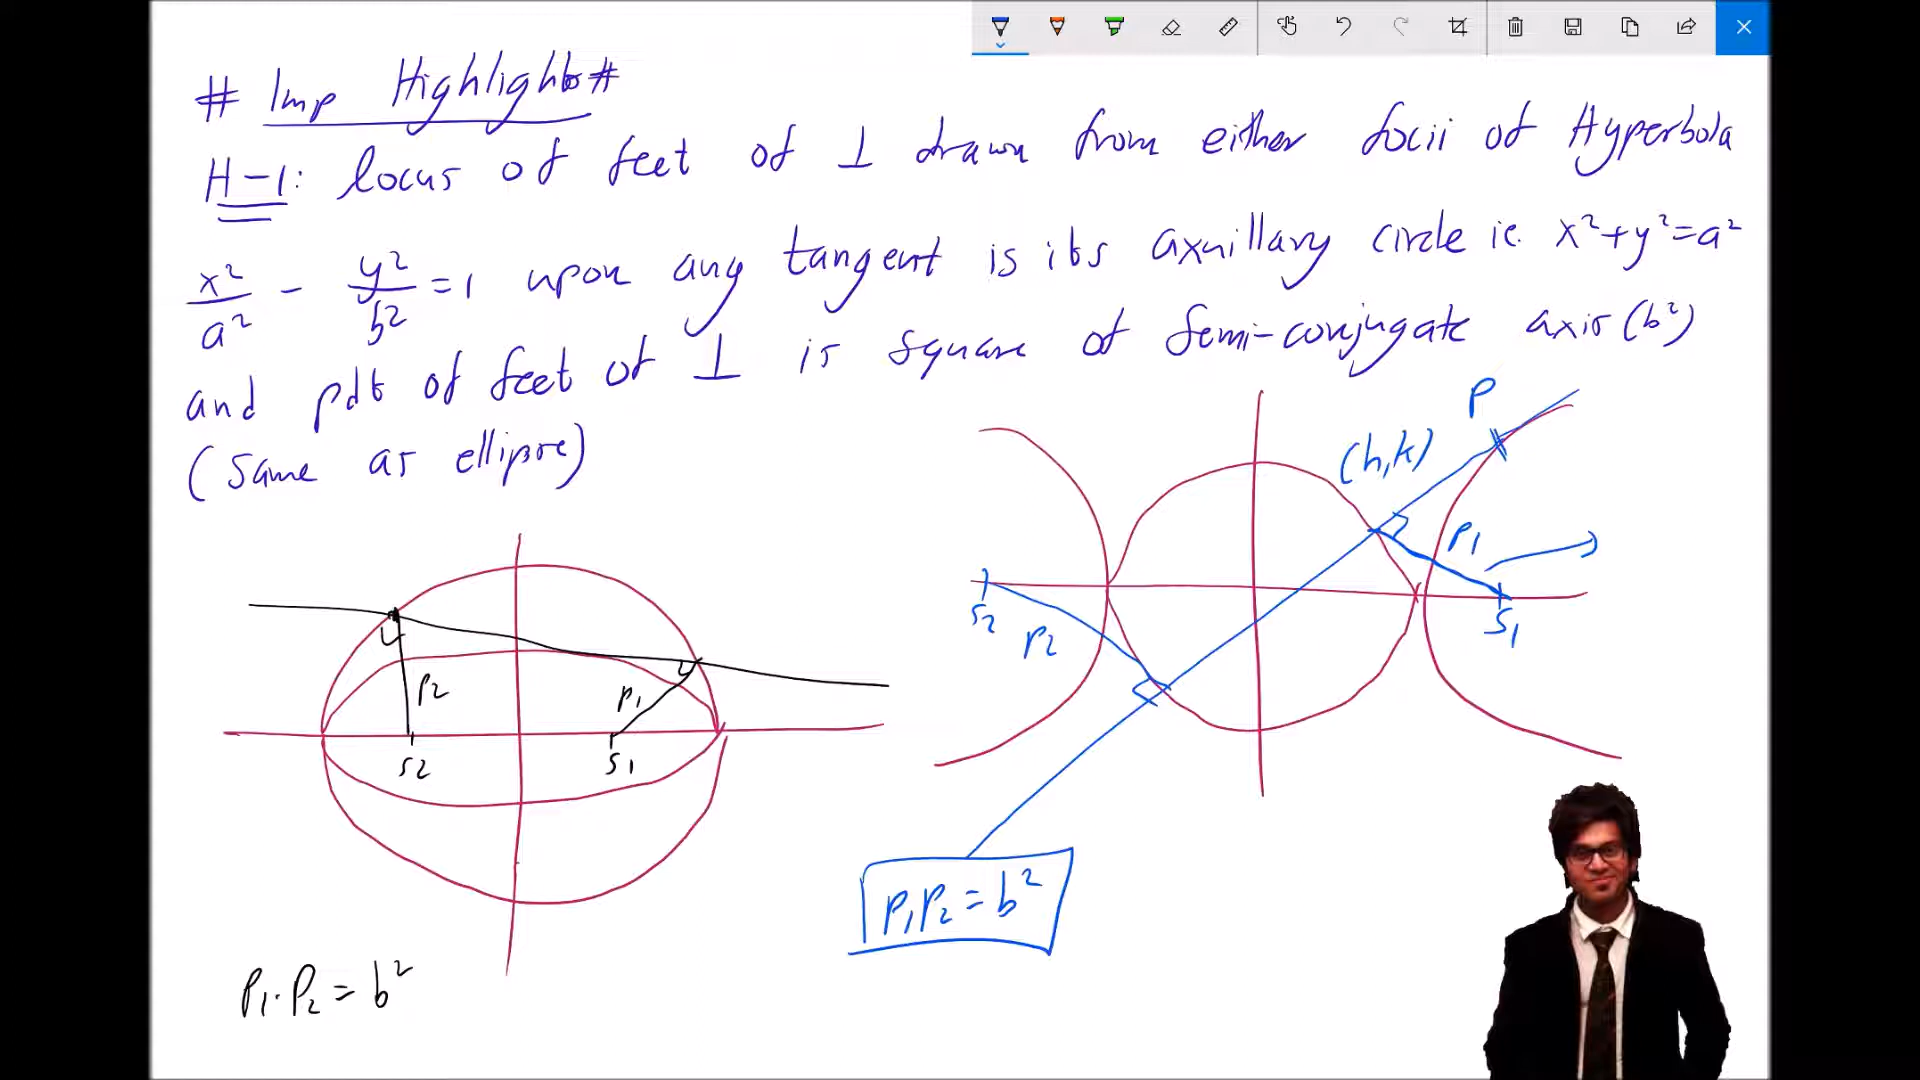 # Imp Highlights #
H-1: locus of feet of ⊥ drawn from either focii of Hyperbola
x²/a² - y²/b² = 1 upon any tangent is its axuillary circle i.e. x²+y²=a²
and pdt of feet of ⊥ is square of semi-conjugate axis (b²)
(Same as ellipse)
P
(h,k)
P1
S2
S1
P2
P2
P1
S2
S1
P1P2 = b²
P1.P2 = b²